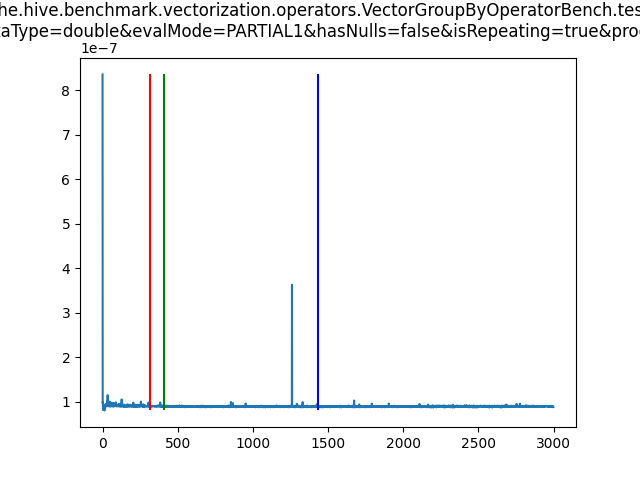 he.hive.benchmark.vectorization.operators.VectorGroupByOperatorBench.tes
taType=double&evalMode=PARTIAL1&hasNulls=false&isRepeating=true&pro
1e−7
8
7
6
5
4
3
2
1
0 500 1000 1500 2000 2500 3000